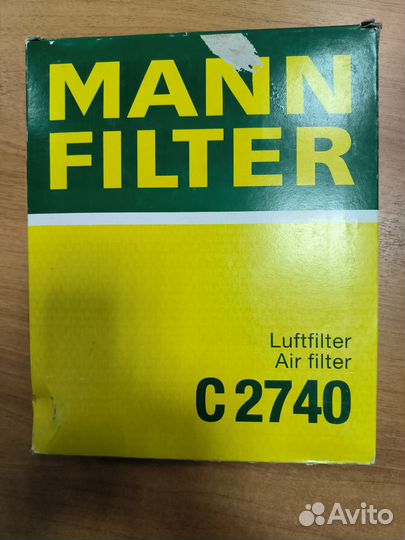 MANN
FILTER
Luftfilter
Air filter
C 2740
Avito